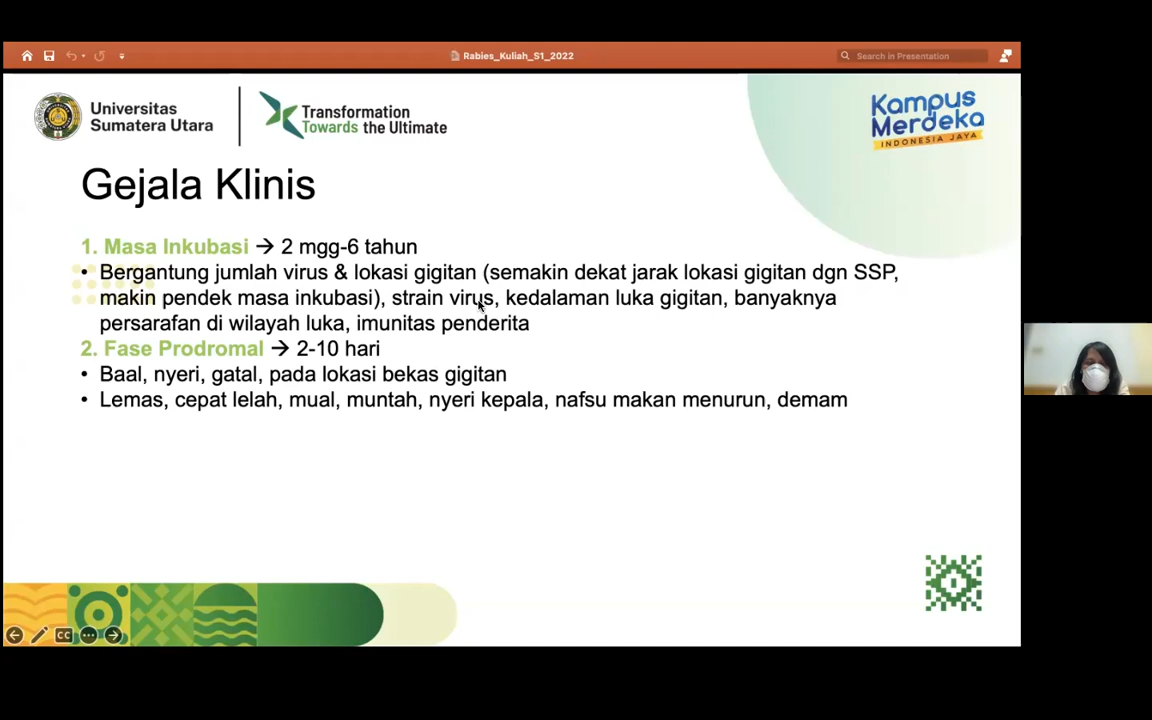 Rabies_Kuliah_S1_2022
Search in Presentation
Universitas
Sumatera Utara
Transformation
Towards the Ultimate
Kampus
Merdeka
INDONESIA JAYA
Gejala Klinis
1. Masa Inkubasi → 2 mgg-6 tahun
• Bergantung jumlah virus & lokasi gigitan (semakin dekat jarak lokasi gigitan dgn SSP,
makin pendek masa inkubasi), strain virus, kedalaman luka gigitan, banyaknya
persarafan di wilayah luka, imunitas penderita
2. Fase Prodromal → 2-10 hari
• Baal, nyeri, gatal, pada lokasi bekas gigitan
• Lemas, cepat lelah, mual, muntah, nyeri kepala, nafsu makan menurun, demam
CC